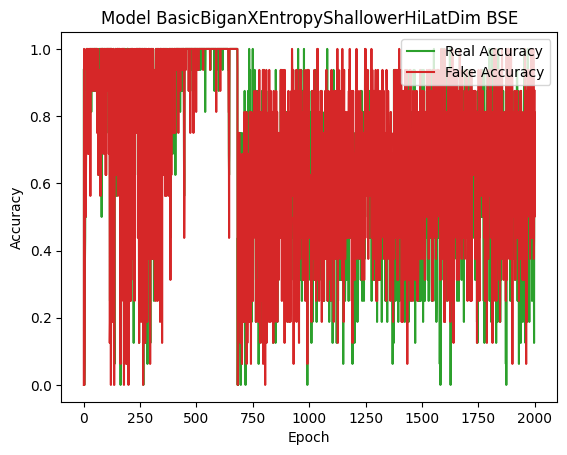 Model BasicBiganXEntropyShallowerHiLatDim BSE
Real Accuracy
Fake Accuracy
Accuracy
1.0
0.8
0.6
0.4
0.2
0.0
0 250 500 750 1000 1250 1500 1750 2000
Epoch